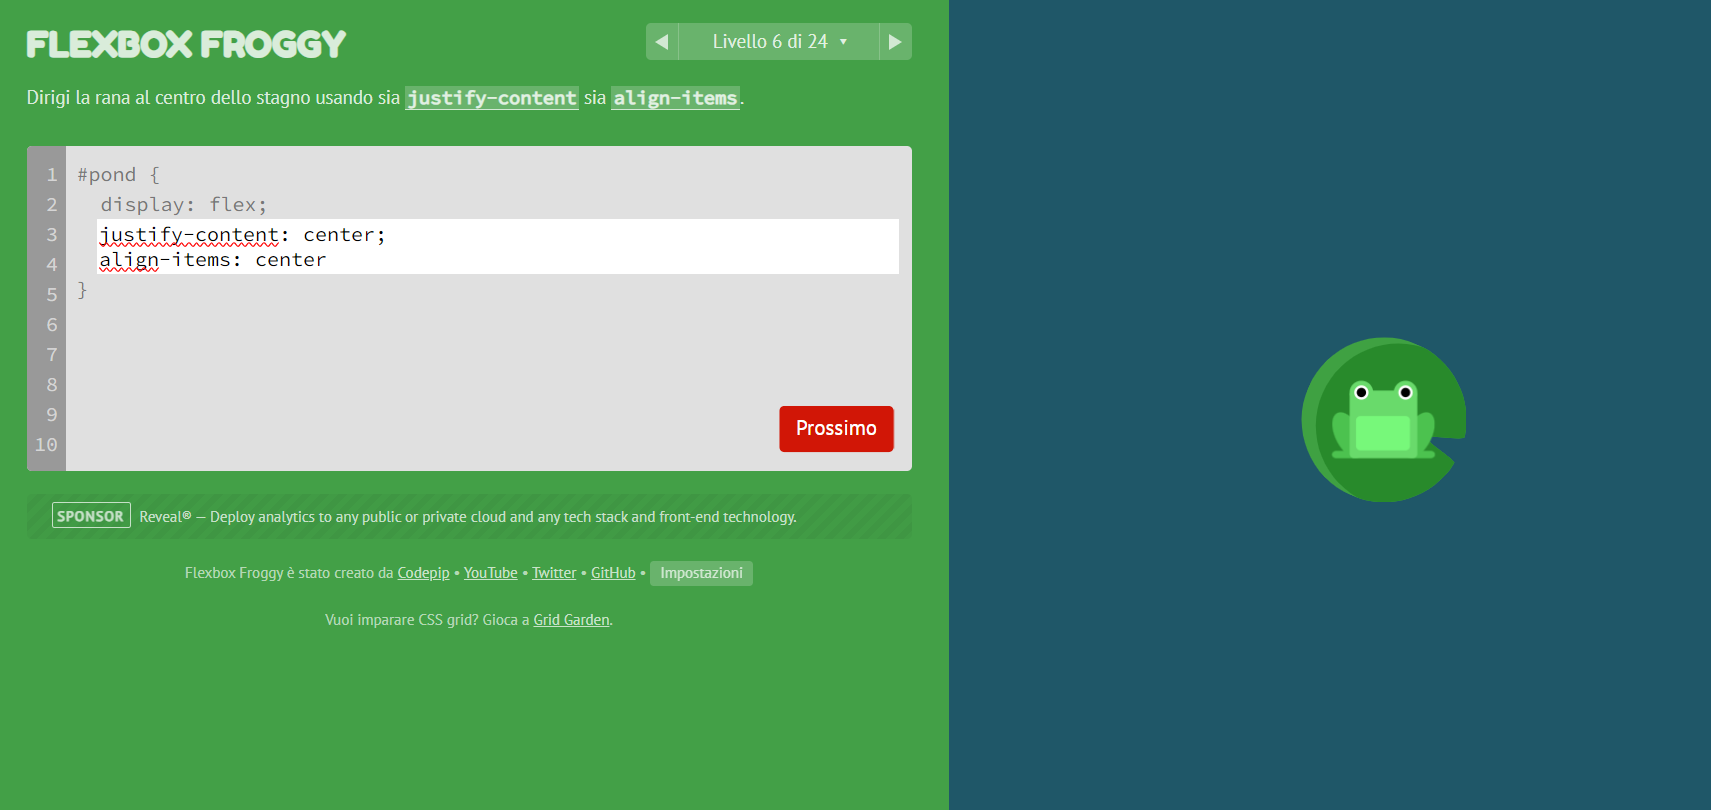 FLEXBOX FROGGY
◀ Livello 6 di 24 ▼ ▶
Dirigi la rana al centro dello stagno usando sia justify-content sia align-items.
1 #pond {
2 display: flex;
3 justify-content: center;
4 align-items: center
5 }
6
7
8
9
10
Prossimo
SPONSOR Reveal® — Deploy analytics to any public or private cloud and any tech stack and front-end technology.
Flexbox Froggy è stato creato da Codepip • YouTube • Twitter • GitHub • Impostazioni
Vuoi imparare CSS grid? Gioca a Grid Garden.